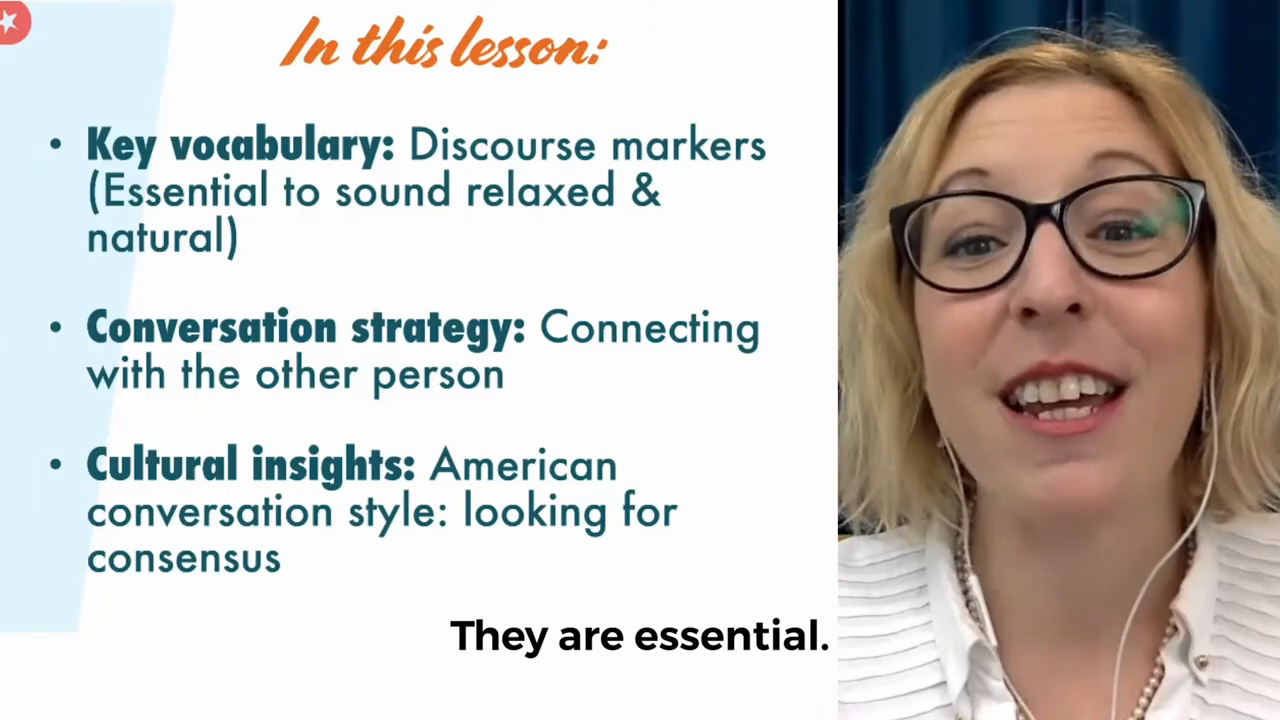 In this lesson:
• Key vocabulary: Discourse markers
(Essential to sound relaxed &
natural)
• Conversation strategy: Connecting
with the other person
• Cultural insights: American
conversation style: looking for
consensus
They are essential.